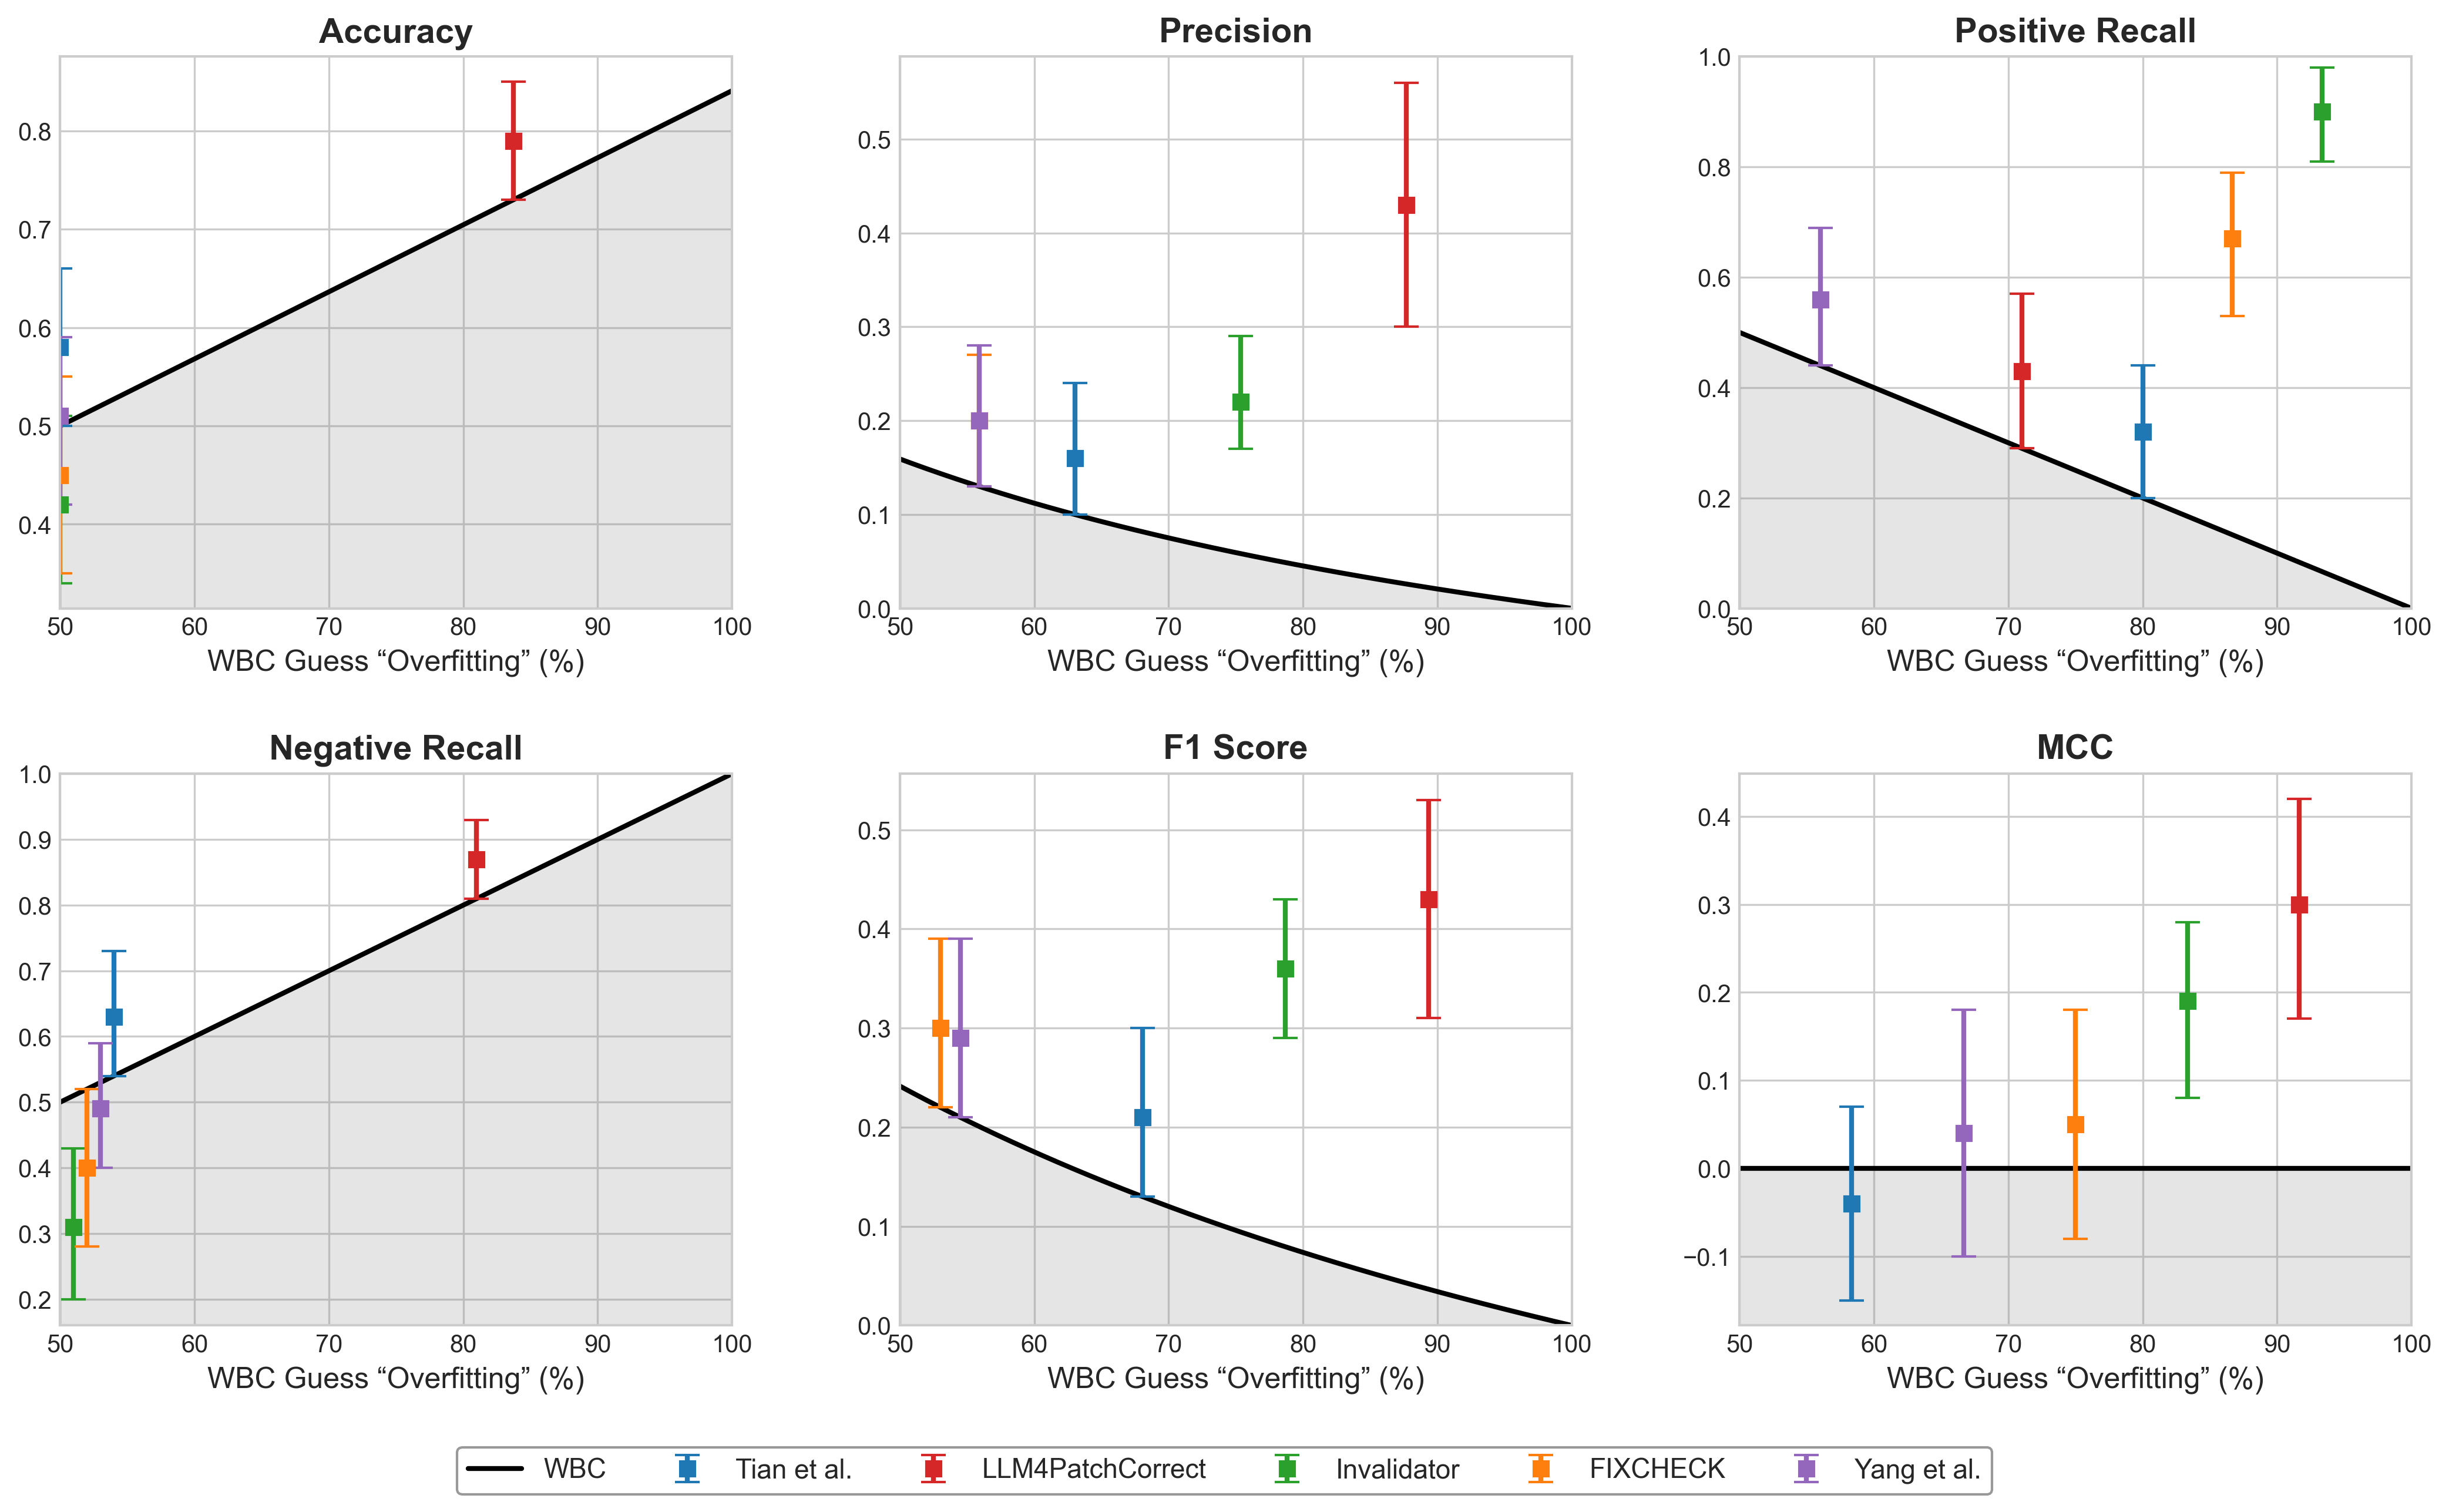 Accuracy
0.8
0.7
0.6
0.5
0.4
50 60 70 80 90 100
WBC Guess “Overfitting” (%)
Precision
0.5
0.4
0.3
0.2
0.1
0.0
50 60 70 80 90 100
WBC Guess “Overfitting” (%)
Positive Recall
1.0
0.8
0.6
0.4
0.2
0.0
50 60 70 80 90 100
WBC Guess “Overfitting” (%)
Negative Recall
1.0
0.9
0.8
0.7
0.6
0.5
0.4
0.3
0.2
50 60 70 80 90 100
WBC Guess “Overfitting” (%)
F1 Score
0.5
0.4
0.3
0.2
0.1
0.0
50 60 70 80 90 100
WBC Guess “Overfitting” (%)
MCC
0.4
0.3
0.2
0.1
0.0
−0.1
50 60 70 80 90 100
WBC Guess “Overfitting” (%)
WBC Tian et al. LLM4PatchCorrect Invalidator FIXCHECK Yang et al.